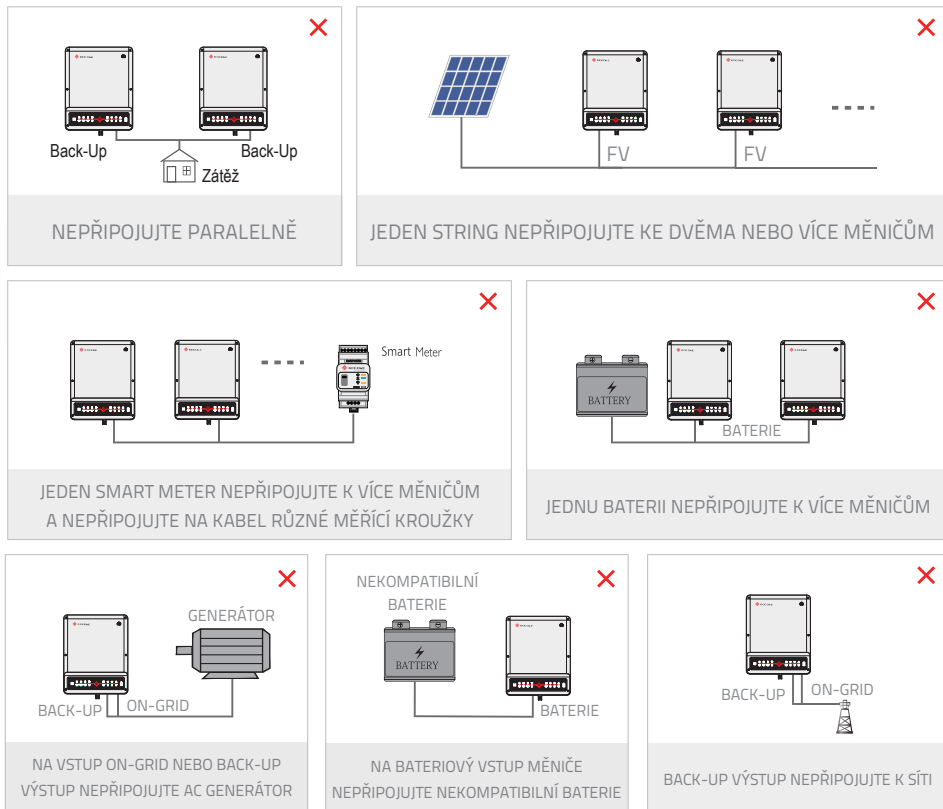 Back-Up
Back-Up
Zátěž
NEPŘIPOJUJTE PARALELNĚ
FV
FV
JEDEN STRING NEPŘIPOJUJTE KE DVĚMA NEBO VÍCE MĚNIČŮM
Smart Meter
JEDEN SMART METER NEPŘIPOJUJTE K VÍCE MĚNIČŮM
A NEPŘIPOJUJTE NA KABEL RŮZNÉ MĚŘÍCÍ KROUŽKY
BATTERY
BATERIE
JEDNU BATERII NEPŘIPOJUJTE K VÍCE MĚNIČŮM
GENERÁTOR
BACK-UP
ON-GRID
NA VSTUP ON-GRID NEBO BACK-UP
VÝSTUP NEPŘIPOJUJTE AC GENERÁTOR
NEKOMPATIBILNÍ
BATERIE
BATTERY
BATERIE
NA BATERIOVÝ VSTUP MĚNIČE
NEPŘIPOJUJTE NEKOMPATIBILNÍ BATERIE
BACK-UP
ON-GRID
BACK-UP VÝSTUP NEPŘIPOJUJTE K SÍTI